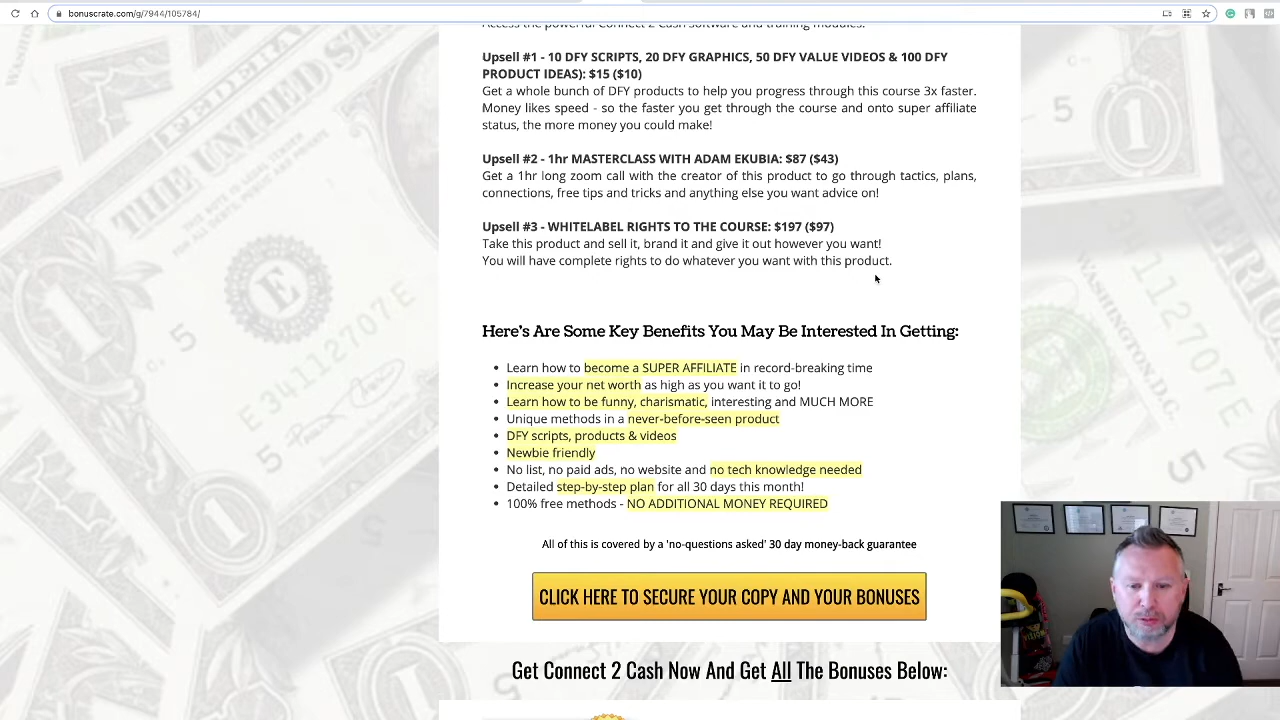 bonuscrate.com/g/7944/105784/
Access the powerful Connect 2 Cash software and training modules.
Upsell #1 - 10 DFY SCRIPTS, 20 DFY GRAPHICS, 50 DFY VALUE VIDEOS & 100 DFY
PRODUCT IDEAS): $15 ($10)
Get a whole bunch of DFY products to help you progress through this course 3x faster.
Money likes speed - so the faster you get through the course and onto super affiliate
status, the more money you could make!
Upsell #2 - 1hr MASTERCLASS WITH ADAM EKUBIA: $87 ($43)
Get a 1hr long zoom call with the creator of this product to go through tactics, plans,
connections, free tips and tricks and anything else you want advice on!
Upsell #3 - WHITELABEL RIGHTS TO THE COURSE: $197 ($97)
Take this product and sell it, brand it and give it out however you want!
You will have complete rights to do whatever you want with this product.
Here's Are Some Key Benefits You May Be Interested In Getting:
Learn how to become a SUPER AFFILIATE in record-breaking time
Increase your net worth as high as you want it to go!
Learn how to be funny, charismatic, interesting and MUCH MORE
Unique methods in a never-before-seen product
DFY scripts, products & videos
Newbie friendly
No list, no paid ads, no website and no tech knowledge needed
Detailed step-by-step plan for all 30 days this month!
100% free methods - NO ADDITIONAL MONEY REQUIRED
All of this is covered by a 'no-questions asked' 30 day money-back guarantee
CLICK HERE TO SECURE YOUR COPY AND YOUR BONUSES
Get Connect 2 Cash Now And Get All The Bonuses Below: